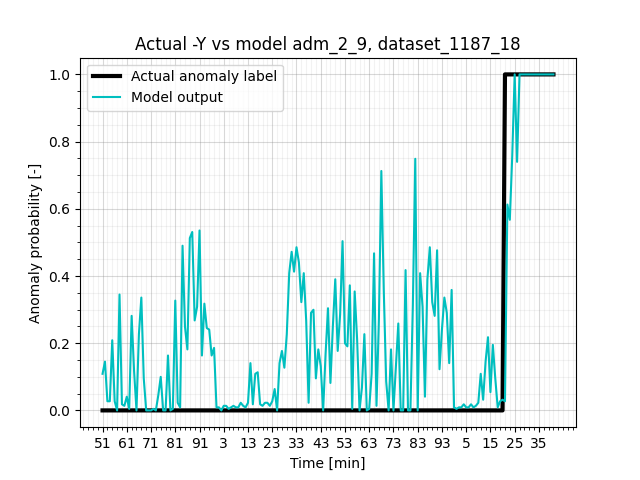 Actual -Y vs model adm_2_9, dataset_1187_18
Actual anomaly label
Model output
Anomaly probability [-]
1.0
0.8
0.6
0.4
0.2
0.0
51 61 71 81 91 3 13 23 33 43 53 63 73 83 93 5 15 25 35
Time [min]